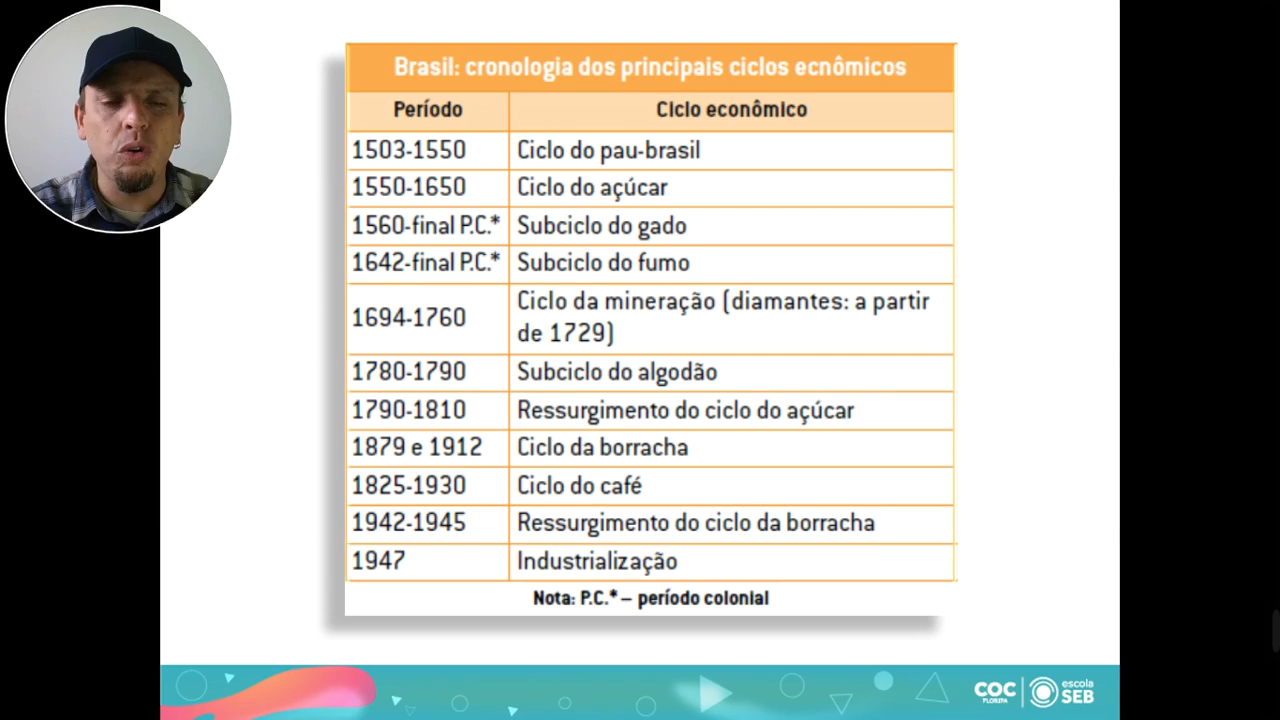 Brasil: cronologia dos principais ciclos ecnômicos
Período Ciclo econômico
1503-1550 Ciclo do pau-brasil
1550-1650 Ciclo do açúcar
1560-final P.C.* Subciclo do gado
1642-final P.C.* Subciclo do fumo
1694-1760 Ciclo da mineração (diamantes: a partir
de 1729)
1780-1790 Subciclo do algodão
1790-1810 Ressurgimento do ciclo do açúcar
1879 e 1912 Ciclo da borracha
1825-1930 Ciclo do café
1942-1945 Ressurgimento do ciclo da borracha
1947 Industrialização
Nota: P.C.* – período colonial
COC
FLORIPA
escola
SEB